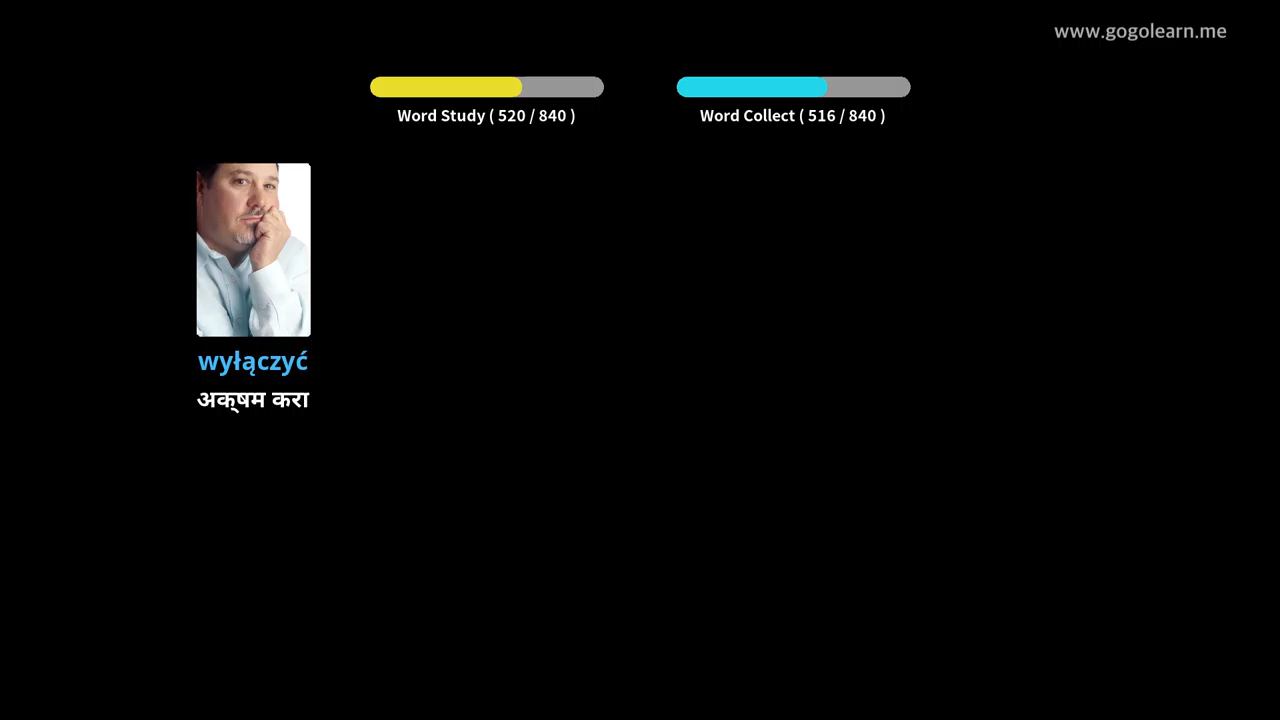 www.gogolearn.me
Word Study ( 520 / 840 )
Word Collect ( 516 / 840 )
wyłączyć
अक्षम करा